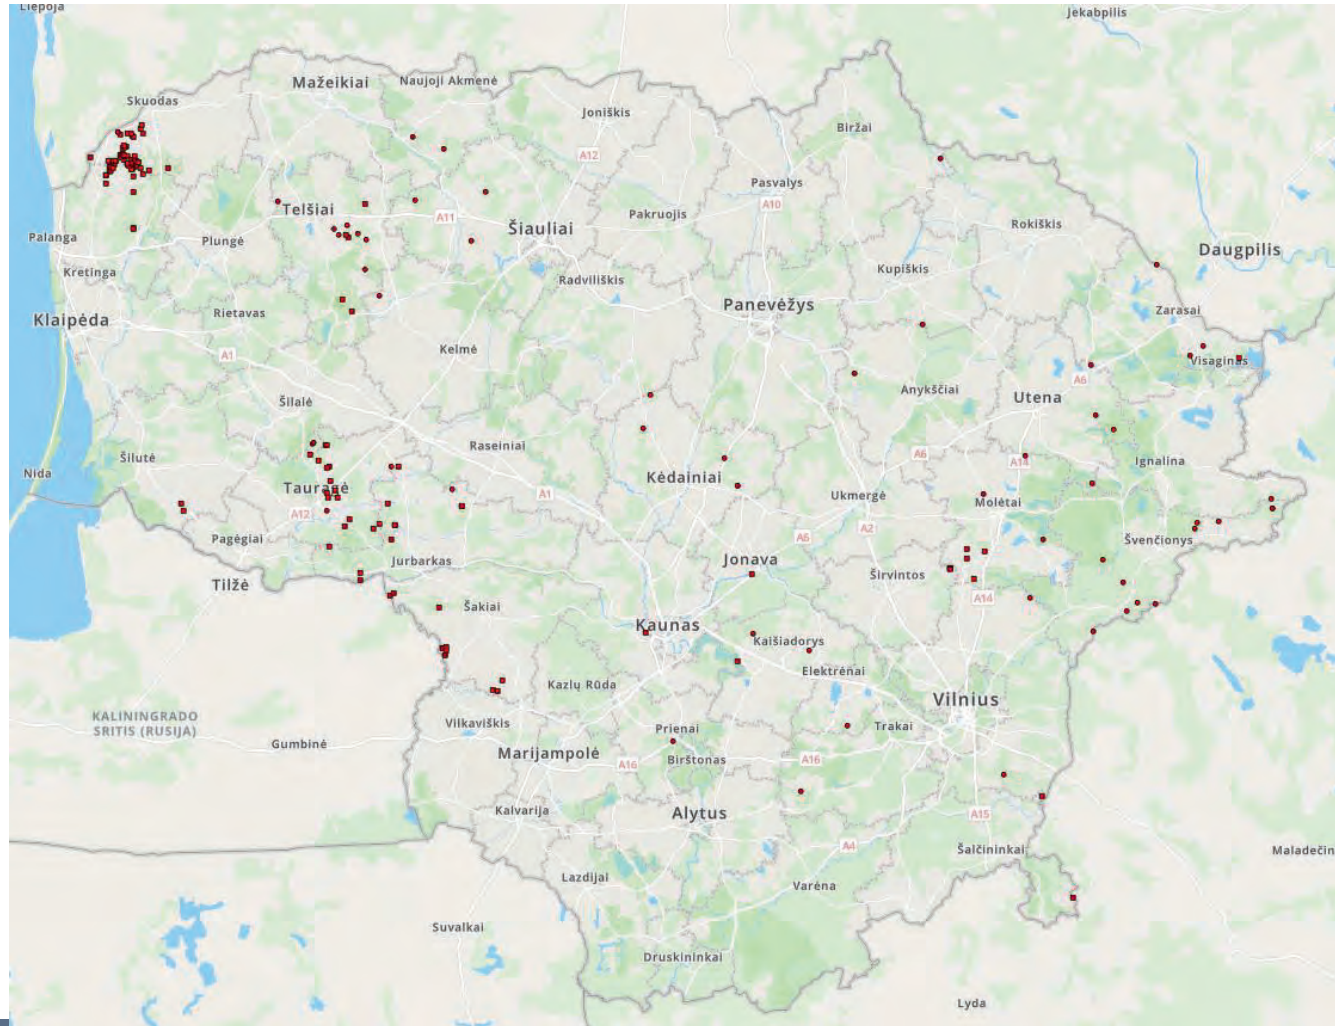 Liepoja
Jekabpilis
Mažeikiai
Naujoji Akmenė
Skuodas
Joniškis
Biržai
A12
Pasvalys
A10
Telšiai
A11
Šiauliai
Pakruojis
Rokiškis
Palanga
Plungė
Daugpilis
Kretinga
Radviliškis
Kupiškis
Klaipėda
Rietavas
Panevėžys
Zarasai
A1
Kelmė
Visaginas
A6
Anykščiai
Utena
Šilalė
Raseiniai
Šilutė
A6
A14
Ignalina
Nida
Tauragė
Kėdainiai
A1
Ukmergė
Molėtai
A12
A2
Pagėgiai
A6
Švenčionys
Jurbarkas
Jonava
Širvintos
Tilžė
A14
Šakiai
Kaunas
Kaišiadorys
Elektrėnai
Kazlų Rūda
Vilnius
KALININGRADO
SRITIS (RUSIJA)
Vilkaviškis
Prienai
Trakai
Gumbinė
Marijampolė
A16
Birštonas
A16
Kalvarija
Alytus
A15
A4
Šalčininkai
Maladečin
Lazdijai
Varėna
Suvalkai
Druskininkai
Lyda